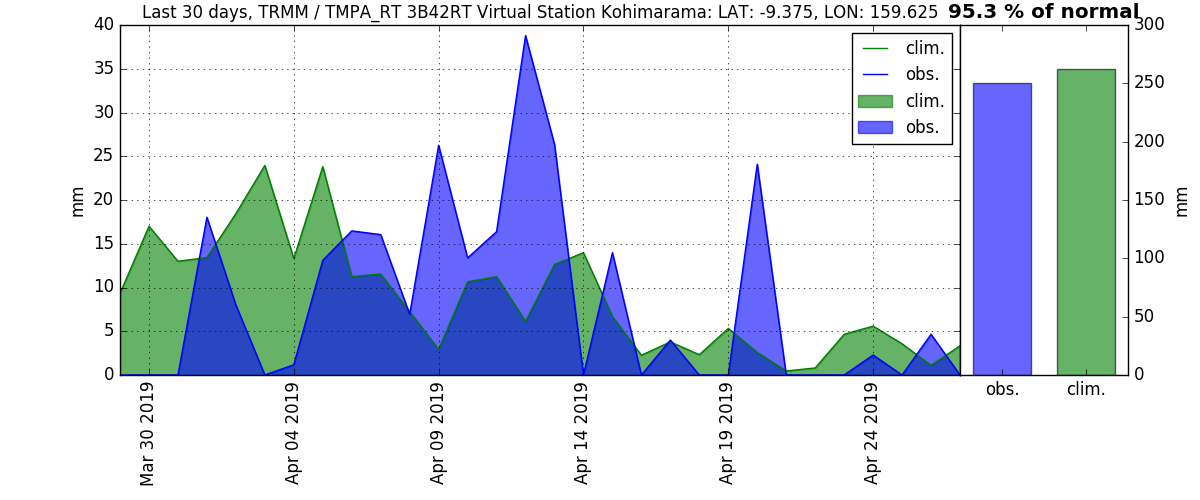 Last 30 days, TRMM / TMPA_RT 3B42RT Virtual Station Kohimarama: LAT: -9.375, LON: 159.625 95.3 % of normal
40
35
30
25
20
15
10
5
0
mm
clim.
obs.
clim.
obs.
300
250
200
150
100
50
0
mm
Mar 30 2019
Apr 04 2019
Apr 09 2019
Apr 14 2019
Apr 19 2019
Apr 24 2019
obs. clim.